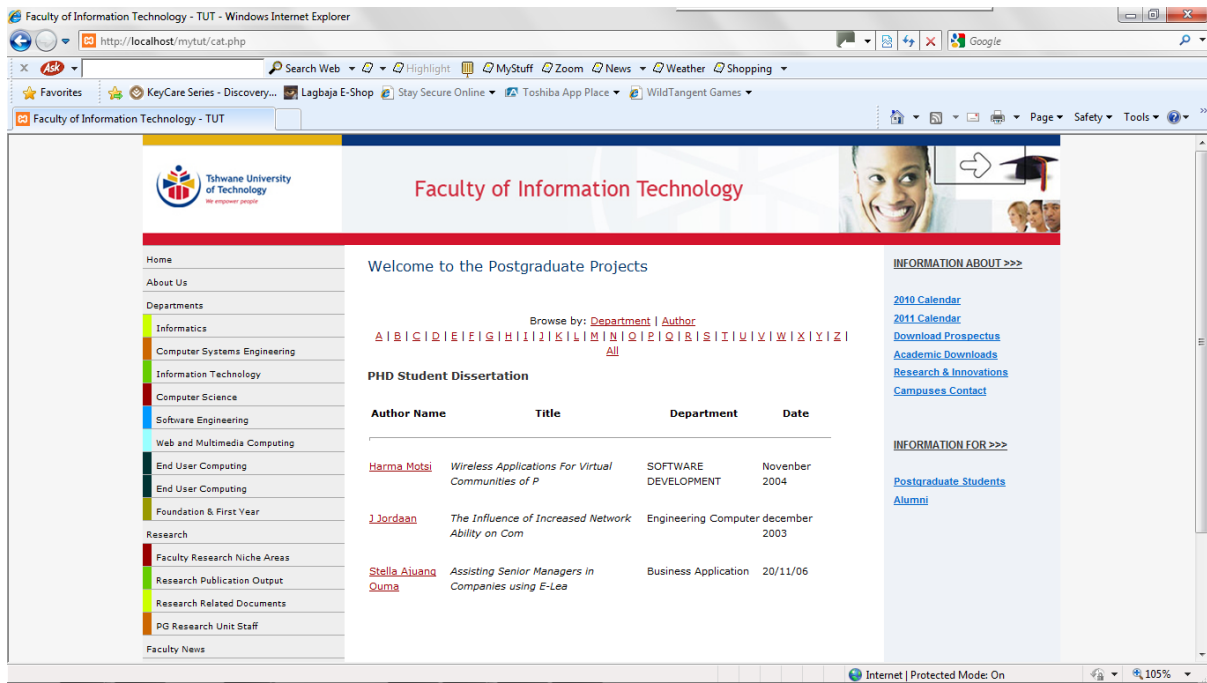 Faculty of Information Technology - TUT - Windows Internet Explorer
http://localhost/mytut/cat.php
Google
x Ask Search Web Highlight MyStuff Zoom News Weather Shopping
Favorites KeyCare Series - Discovery... Lagbaja E-Shop Stay Secure Online Toshiba App Place WildTangent Games
Faculty of Information Technology - TUT
Page Safety Tools
Tshwane University
of Technology
We empower people
Faculty of Information Technology
Home
About Us
Departments
Informatics
Computer Systems Engineering
Information Technology
Computer Science
Software Engineering
Web and Multimedia Computing
End User Computing
End User Computing
Foundation & First Year
Research
Faculty Research Niche Areas
Research Publication Output
Research Related Documents
PG Research Unit Staff
Faculty News
Welcome to the Postgraduate Projects
Browse by: Department | Author
A | B | C | D | E | F | G | H | I | J | K | L | M | N | O | P | Q | R | S | T | U | V | W | X | Y | Z |
All
PHD Student Dissertation
Author Name Title Department Date
Harma Motsi Wireless Applications For Virtual SOFTWARE Novenber
Communities of P DEVELOPMENT 2004
J Jordaan The Influence of Increased Network Engineering Computer december
Ability on Com 2003
Stella Ajuang Assisting Senior Managers in Business Application 20/11/06
Ouma Companies using E-Lea
INFORMATION ABOUT >>>
2010 Calendar
2011 Calendar
Download Prospectus
Academic Downloads
Research & Innovations
Campuses Contact
INFORMATION FOR >>>
Postgraduate Students
Alumni
Internet | Protected Mode: On
105%